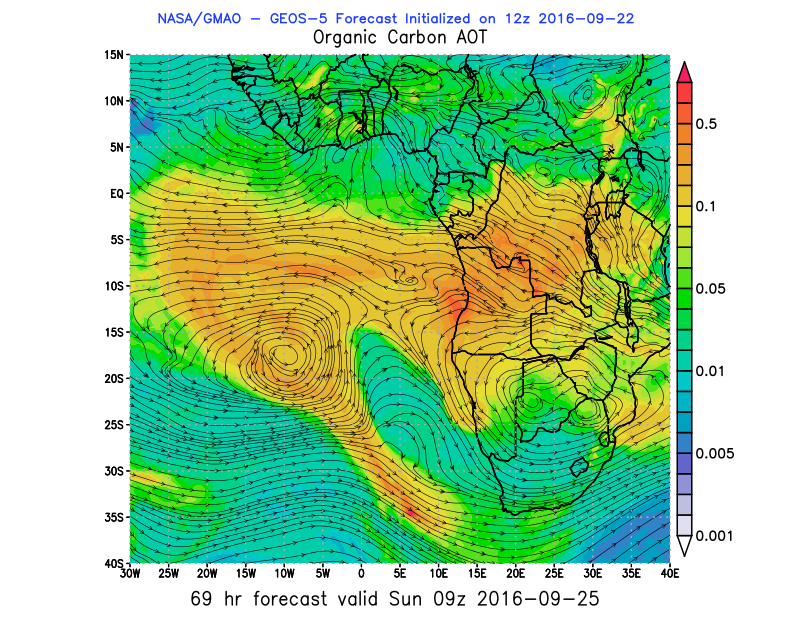 NASA/GMAO - GEOS-5 Forecast Initialized on 12z 2016-09-22
Organic Carbon AOT
15N
10N
5N
EQ
5S
10S
15S
20S
25S
30S
35S
40S
30W 25W 20W 15W 10W 5W 0 5E 10E 15E 20E 25E 30E 35E 40E
0.5
0.1
0.05
0.01
0.005
0.001
69 hr forecast valid Sun 09z 2016-09-25